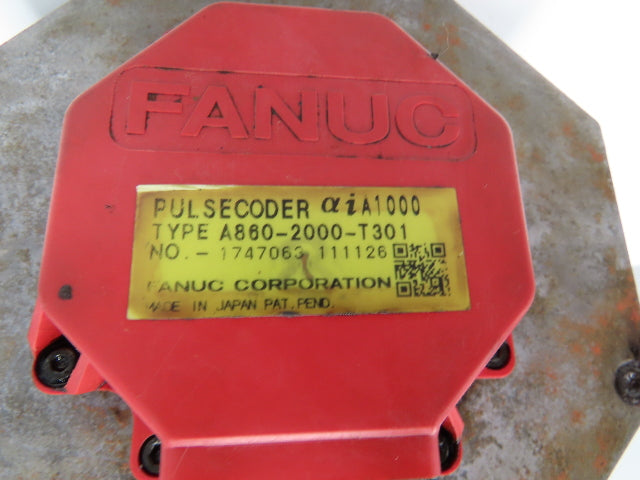 FANUC
PULSECODER αiA1000
TYPE A860-2000-T301
NO.- 1747063 111126
FANUC CORPORATION
MADE IN JAPAN PAT.PEND.